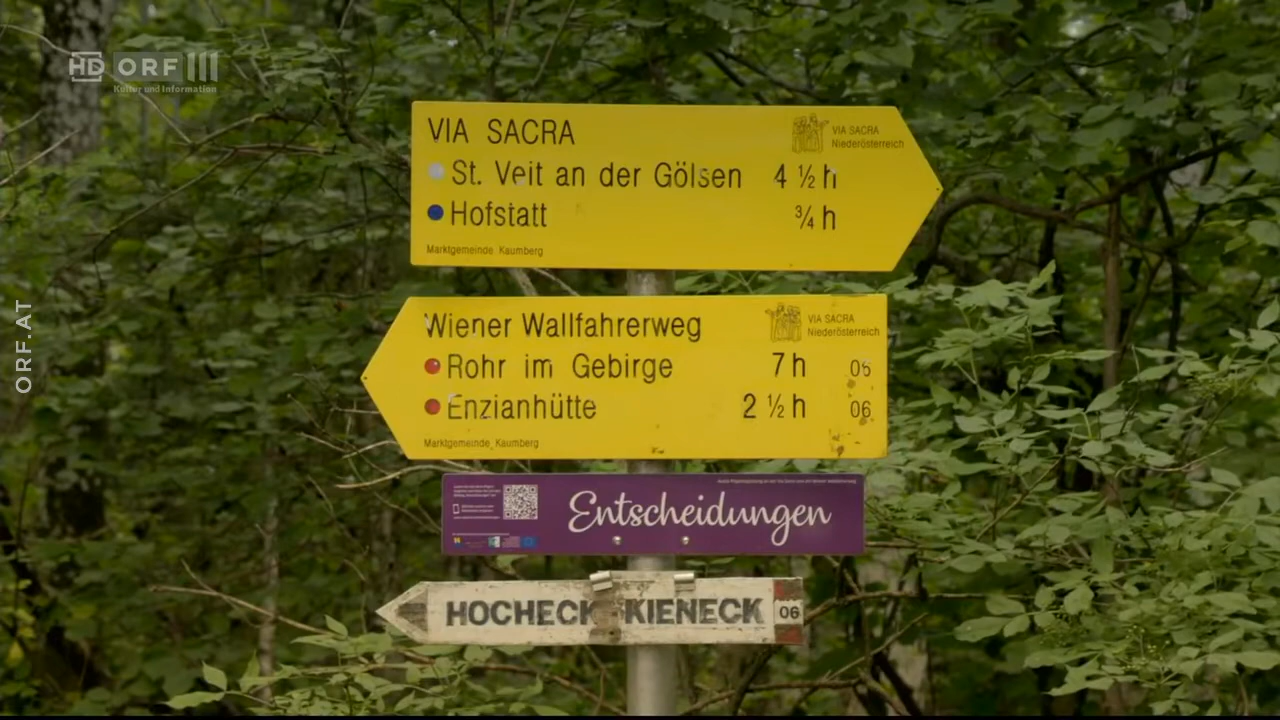 HD ORF III
Kultur und Information
ORF.AT
VIA SACRA
VIA SACRA
Niederösterreich
St. Veit an der Gölsen 4 ½ h
Hofstatt ¾ h
Marktgemeinde Kaumberg
Wiener Wallfahrerweg
VIA SACRA
Niederösterreich
Rohr im Gebirge 7 h 06
Enzianhütte 2 ½ h 06
Marktgemeinde Kaumberg
Entscheidungen
HOCHECK KIENECK 06